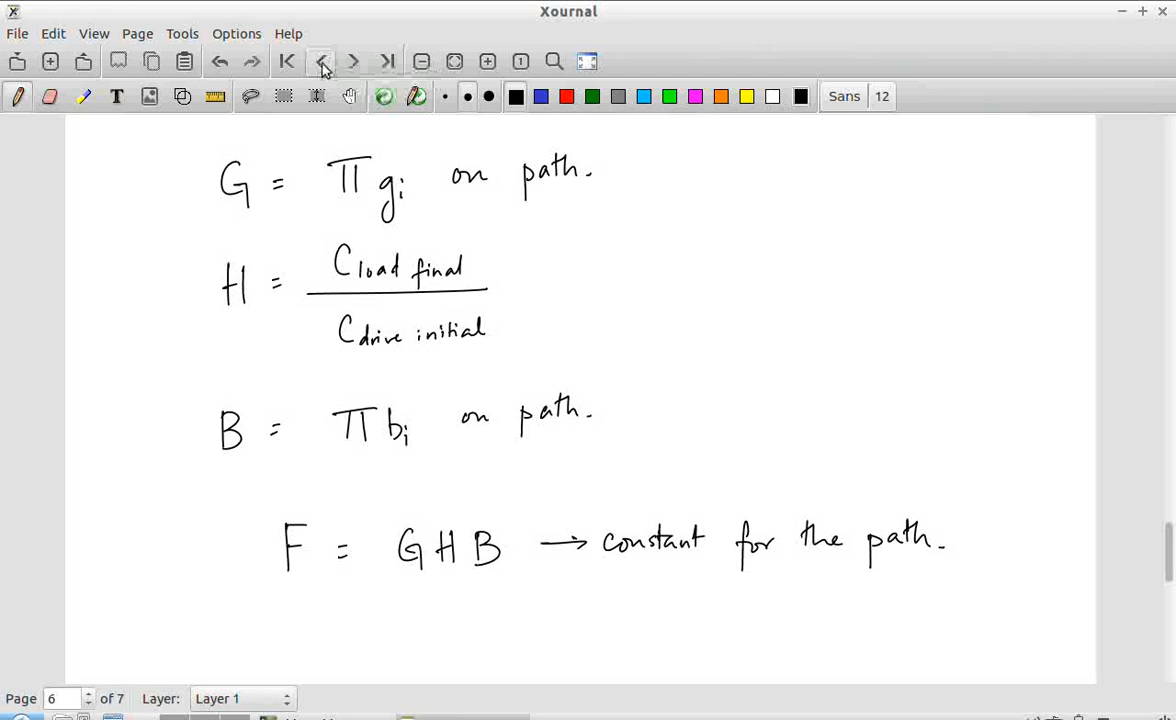 Xournal
File Edit View Page Tools Options Help
Sans 12
G = Π gi on path.
H = Cload final / Cdrive initial
B = Π bi on path.
F = G H B → constant for the path.
Page 6 of 7 Layer: Layer 1